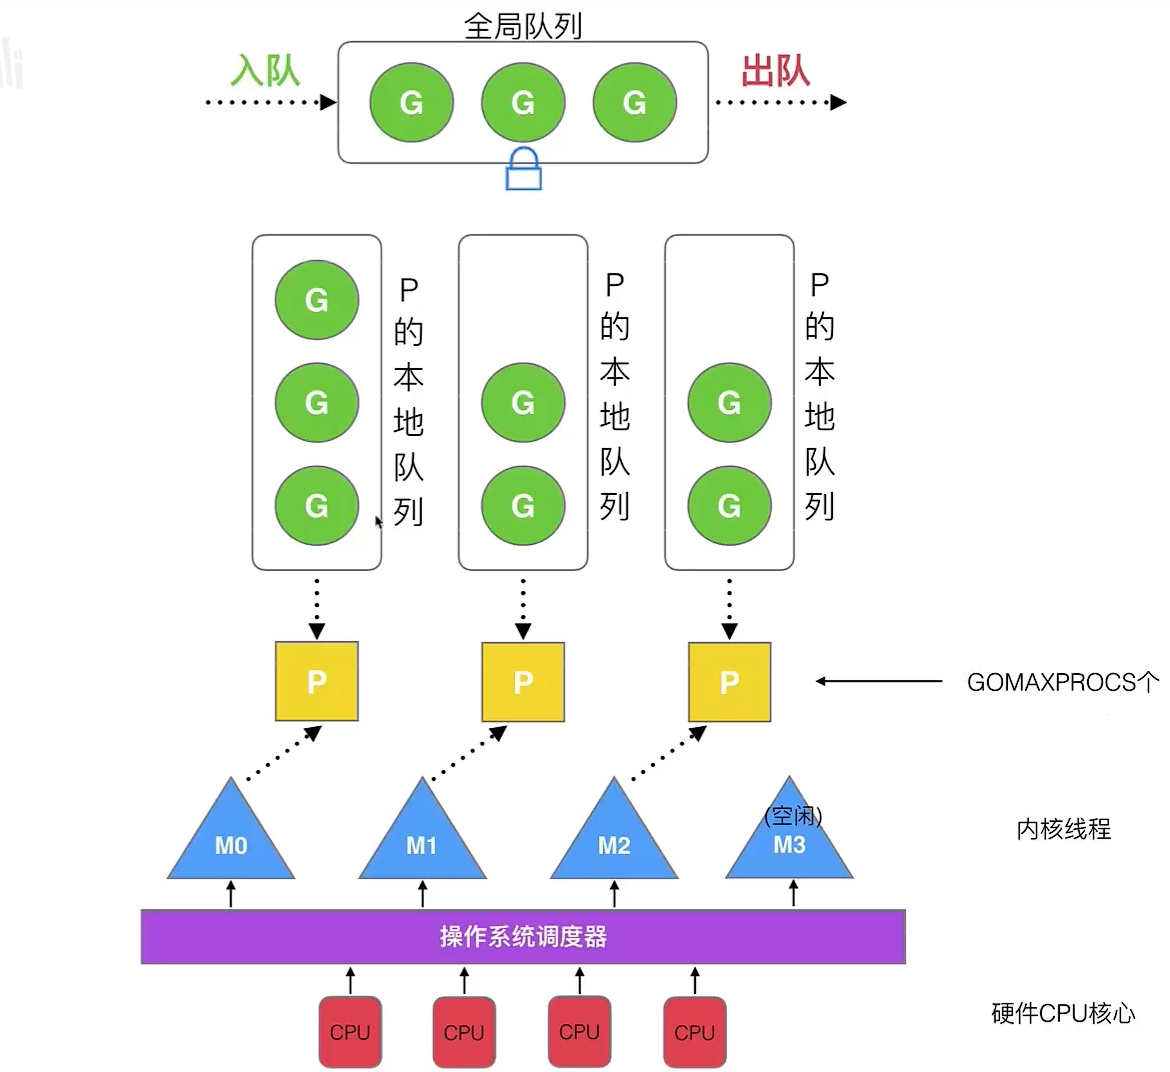 全局队列
入队
出队
G
G
G
G
P的本地队列
P的本地队列
P的本地队列
G
G
G
G
G
G
P
P
P
GOMAXPROCS个
(空闲)
M0
M1
M2
M3
内核线程
操作系统调度器
硬件CPU核心
CPU
CPU
CPU
CPU